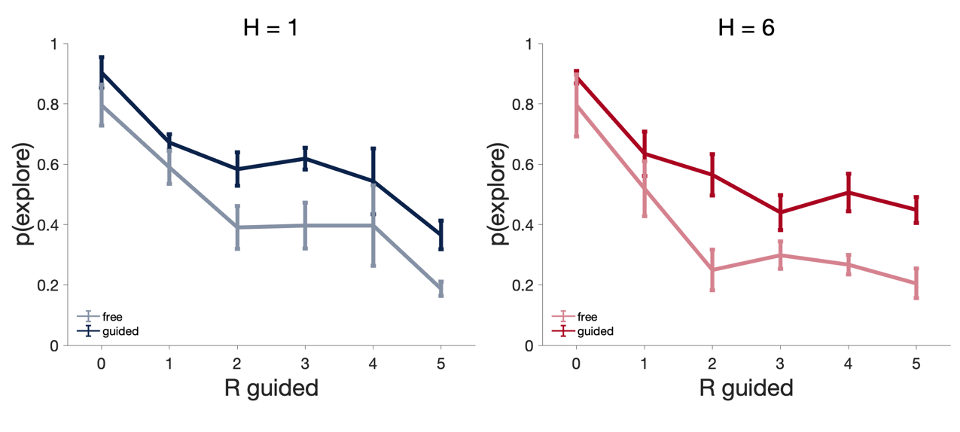 H = 1
1
0.8
0.6
0.4
0.2
0
p(explore)
free
guided
0 1 2 3 4 5
R guided
H = 6
1
0.8
0.6
0.4
0.2
0
p(explore)
free
guided
0 1 2 3 4 5
R guided